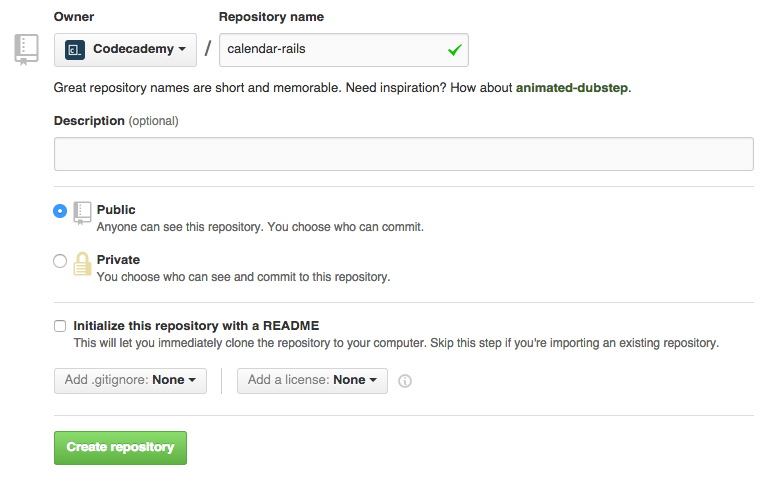 Owner Repository name
Codecademy / calendar-rails
Great repository names are short and memorable. Need inspiration? How about animated-dubstep.
Description (optional)
Public
Anyone can see this repository. You choose who can commit.
Private
You choose who can see and commit to this repository.
Initialize this repository with a README
This will let you immediately clone the repository to your computer. Skip this step if you're importing an existing repository.
Add .gitignore: None Add a license: None
Create repository